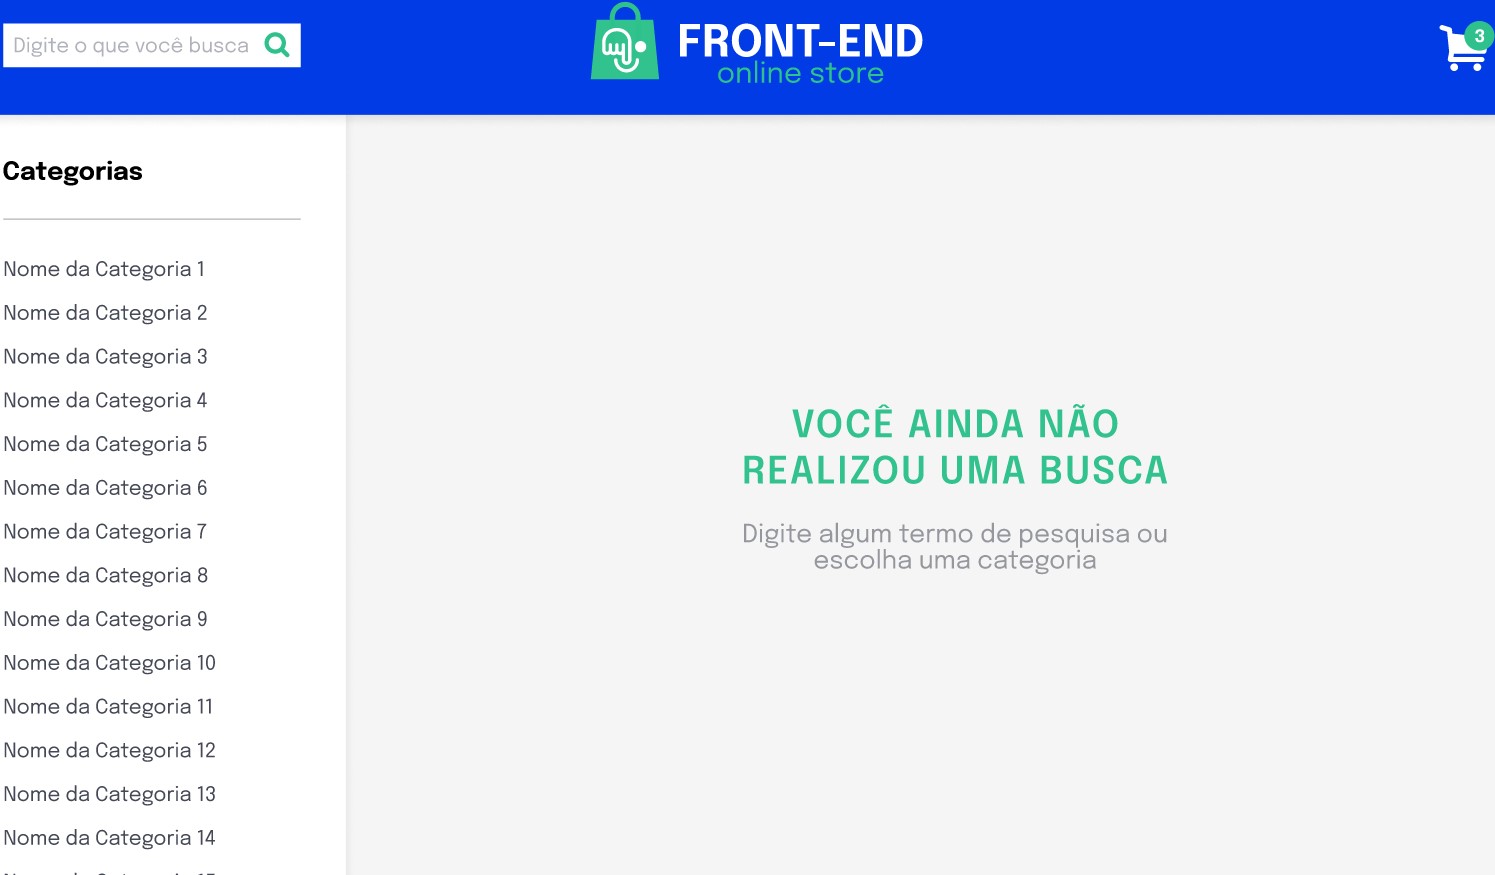 Digite o que você busca
FRONT-END
online store
3
Categorias
Nome da Categoria 1
Nome da Categoria 2
Nome da Categoria 3
Nome da Categoria 4
Nome da Categoria 5
Nome da Categoria 6
Nome da Categoria 7
Nome da Categoria 8
Nome da Categoria 9
Nome da Categoria 10
Nome da Categoria 11
Nome da Categoria 12
Nome da Categoria 13
Nome da Categoria 14
VOCÊ AINDA NÃO
REALIZOU UMA BUSCA
Digite algum termo de pesquisa ou
escolha uma categoria